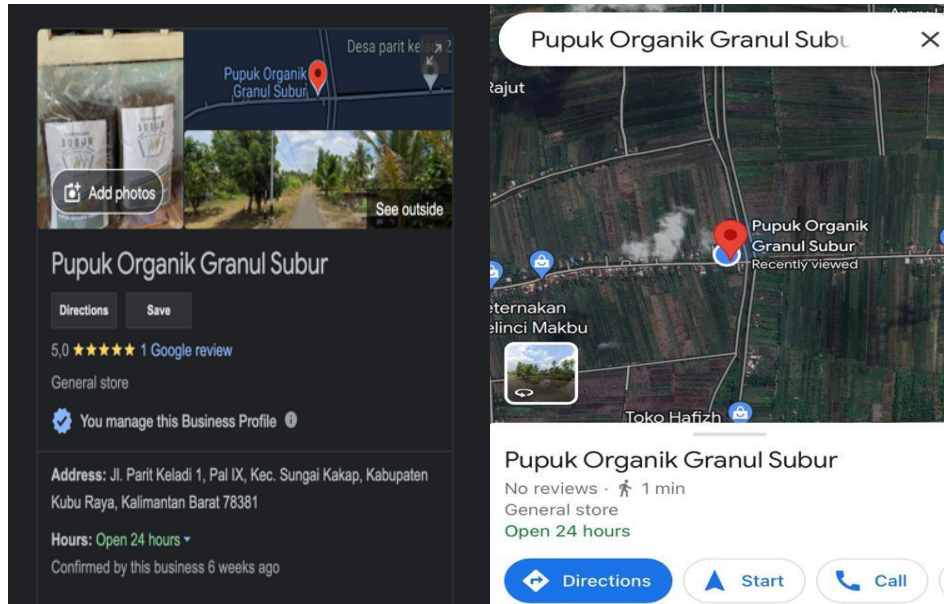 Desa parit ke
2
Pupuk Organik
Granul Subur
SUBUR
SUBUR
Add photos
See outside
Pupuk Organik Granul Subur
Directions
Save
5,0 ★★★★★ 1 Google review
General store
You manage this Business Profile
Address: Jl. Parit Keladi 1, Pal IX, Kec. Sungai Kakap, Kabupaten
Kubu Raya, Kalimantan Barat 78381
Hours: Open 24 hours
Confirmed by this business 6 weeks ago
Pupuk Organik Granul Subu
Rajut
Pupuk Organik
Granul Subur
Recently viewed
eternakan
elinci Makbu
Toko Hafizh
Pupuk Organik Granul Subur
No reviews · 1 min
General store
Open 24 hours
Directions
Start
Call